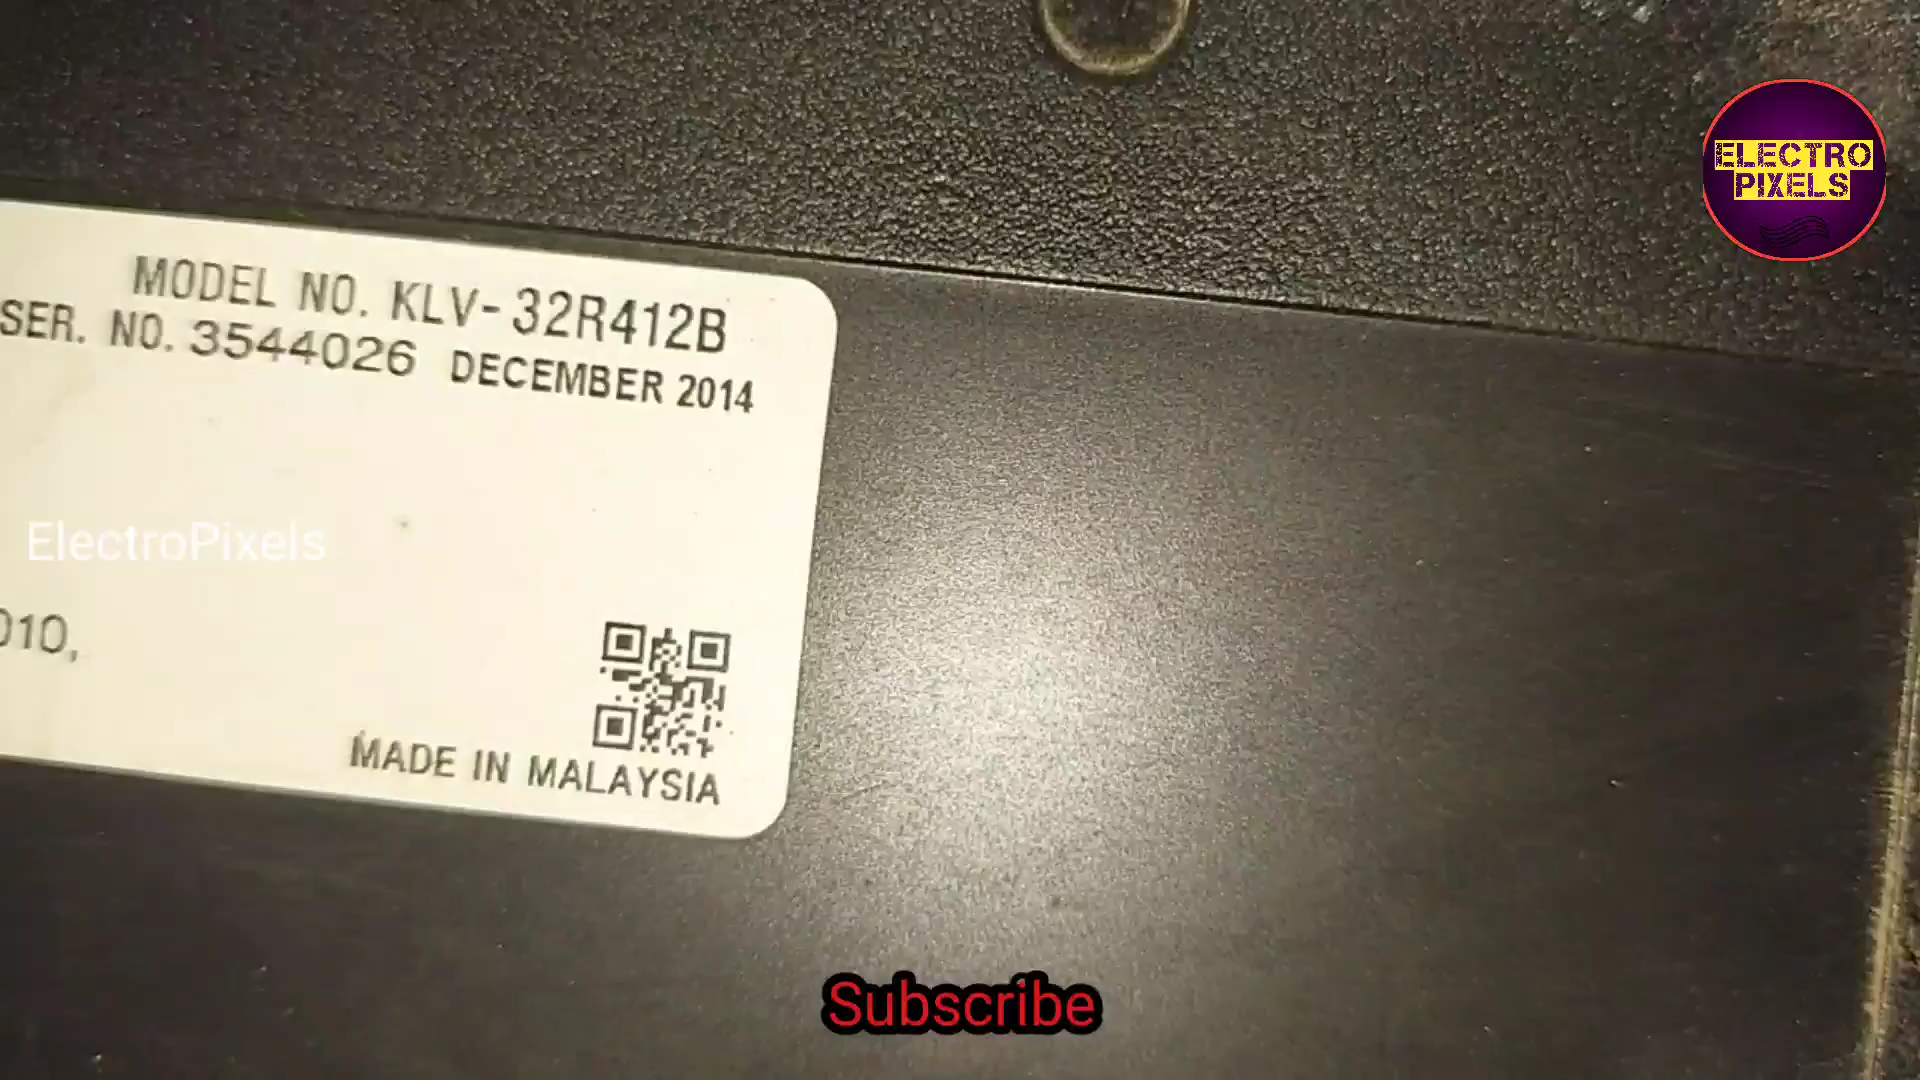 ELECTRO
PIXELS
MODEL NO. KLV-32R412B
SER. NO. 3544026 DECEMBER 2014
ElectroPixels
010,
MADE IN MALAYSIA
Subscribe